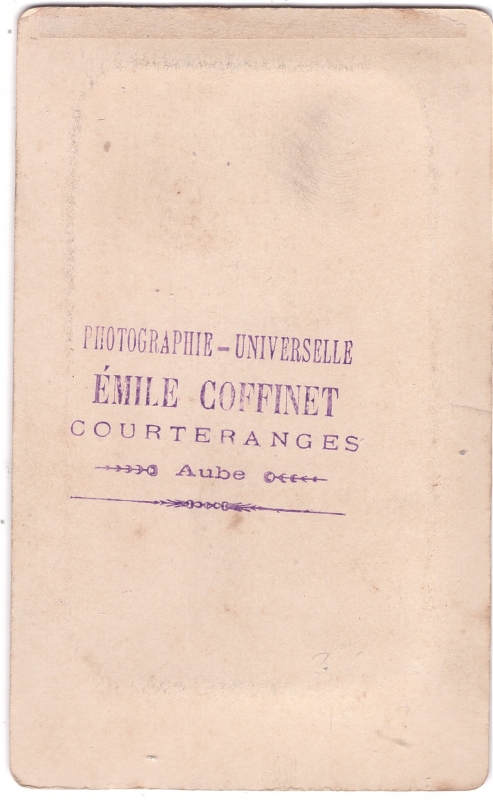 PHOTOGRAPHIE - UNIVERSELLE
ÉMILE COFFINET
COURTERANGES
Aube